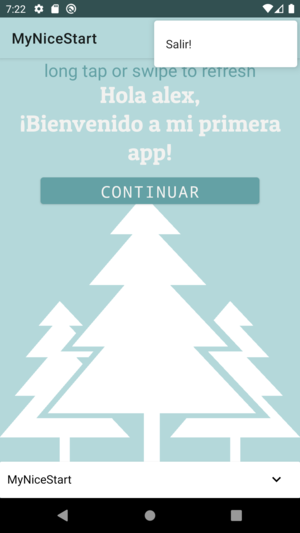 7:22
MyNiceStart
Salir!
long tap or swipe to refresh
Hola alex,
¡Bienvenido a mi primera
app!
CONTINUAR
MyNiceStart